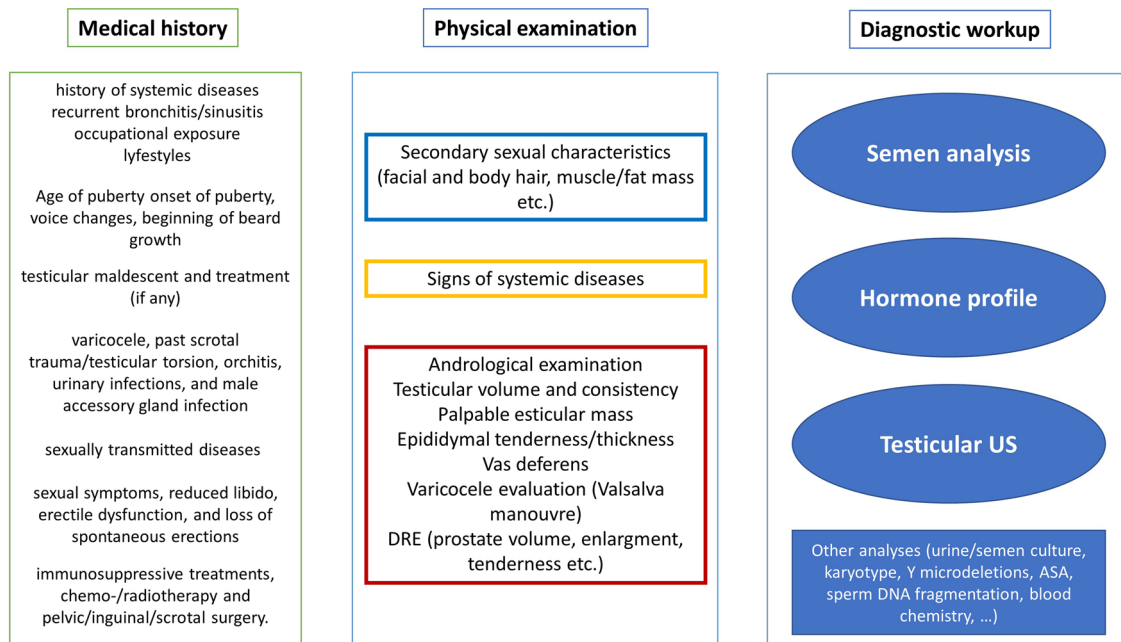 Medical history
history of systemic diseases
recurrent bronchitis/sinusitis
occupational exposure
lyfestyles
Age of puberty onset of puberty,
voice changes, beginning of beard
growth
testicular maldescent and treatment
(if any)
varicocele, past scrotal
trauma/testicular torsion, orchitis,
urinary infections, and male
accessory gland infection
sexually transmitted diseases
sexual symptoms, reduced libido,
erectile dysfunction, and loss of
spontaneous erections
immunosuppressive treatments,
chemo-/radiotherapy and
pelvic/inguinal/scrotal surgery.
Physical examination
Secondary sexual characteristics
(facial and body hair, muscle/fat mass
etc.)
Signs of systemic diseases
Andrological examination
Testicular volume and consistency
Palpable esticular mass
Epididymal tenderness/thickness
Vas deferens
Varicocele evaluation (Valsalva
manouvre)
DRE (prostate volume, enlargment,
tenderness etc.)
Diagnostic workup
Semen analysis
Hormone profile
Testicular US
Other analyses (urine/semen culture,
karyotype, Y microdeletions, ASA,
sperm DNA fragmentation, blood
chemistry, ...)